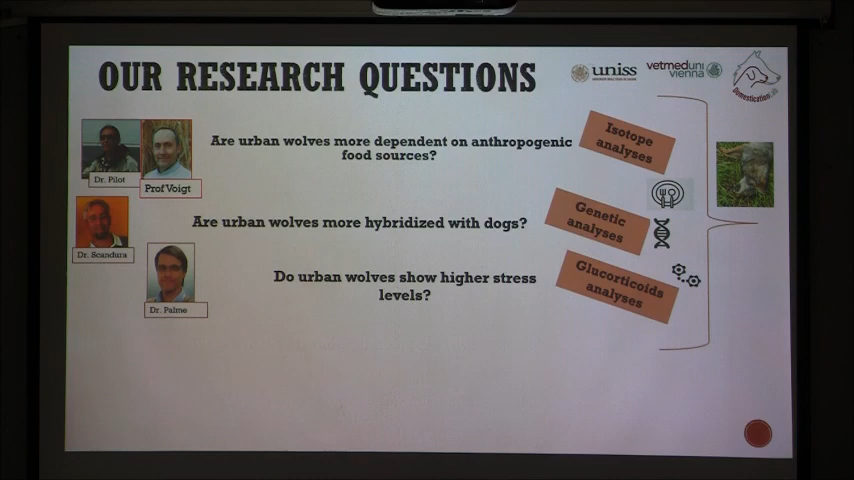 OUR RESEARCH QUESTIONS
uniss
vetmeduni
vienna
Domestication
Are urban wolves more dependent on anthropogenic
food sources?
Isotope
analyses
Dr. Pilot
Prof Voigt
Are urban wolves more hybridized with dogs?
Genetic
analyses
Dr. Scandura
Do urban wolves show higher stress
levels?
Glucorticoids
analyses
Dr. Palme